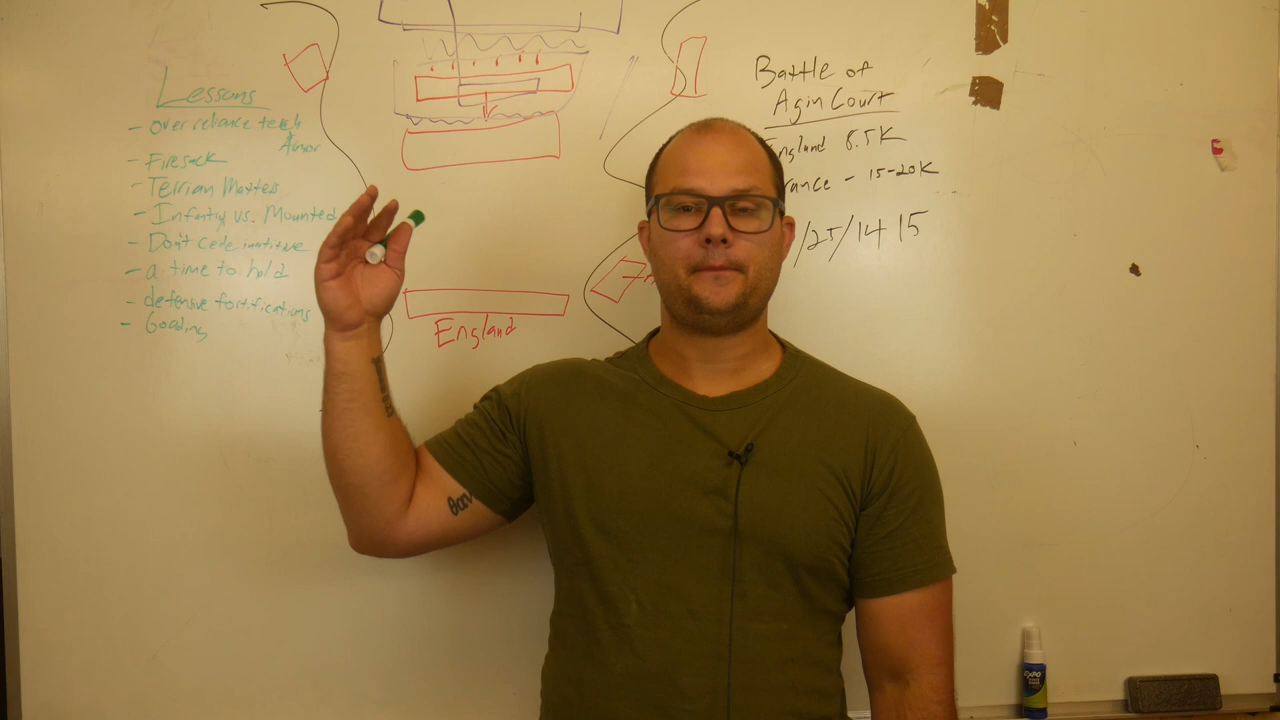 Lessons
- over reliance tech
Armor
- Firesack
- Terrian Matters
- Infantry vs. Mounted
- Don't cede initiative
- a time to hold
- defensive fortifications
- Goading
England
Battle of
Agin Court
England 8.5K
rance - 15-20K
/25/1415
EXPO